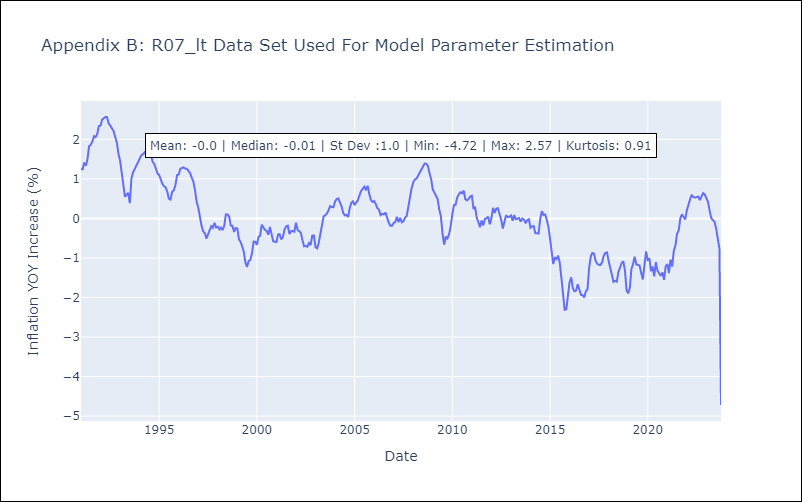 Appendix B: R07_lt Data Set Used For Model Parameter Estimation
Mean: -0.0 | Median: -0.01 | St Dev :1.0 | Min: -4.72 | Max: 2.57 | Kurtosis: 0.91
Inflation YOY Increase (%)
2
1
0
−1
−2
−3
−4
−5
1995 2000 2005 2010 2015 2020
Date